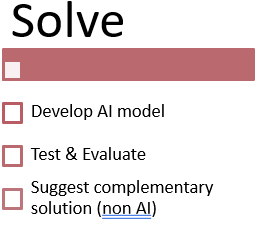 Solve
Develop AI model
Test & Evaluate
Suggest complementary
solution (non AI)